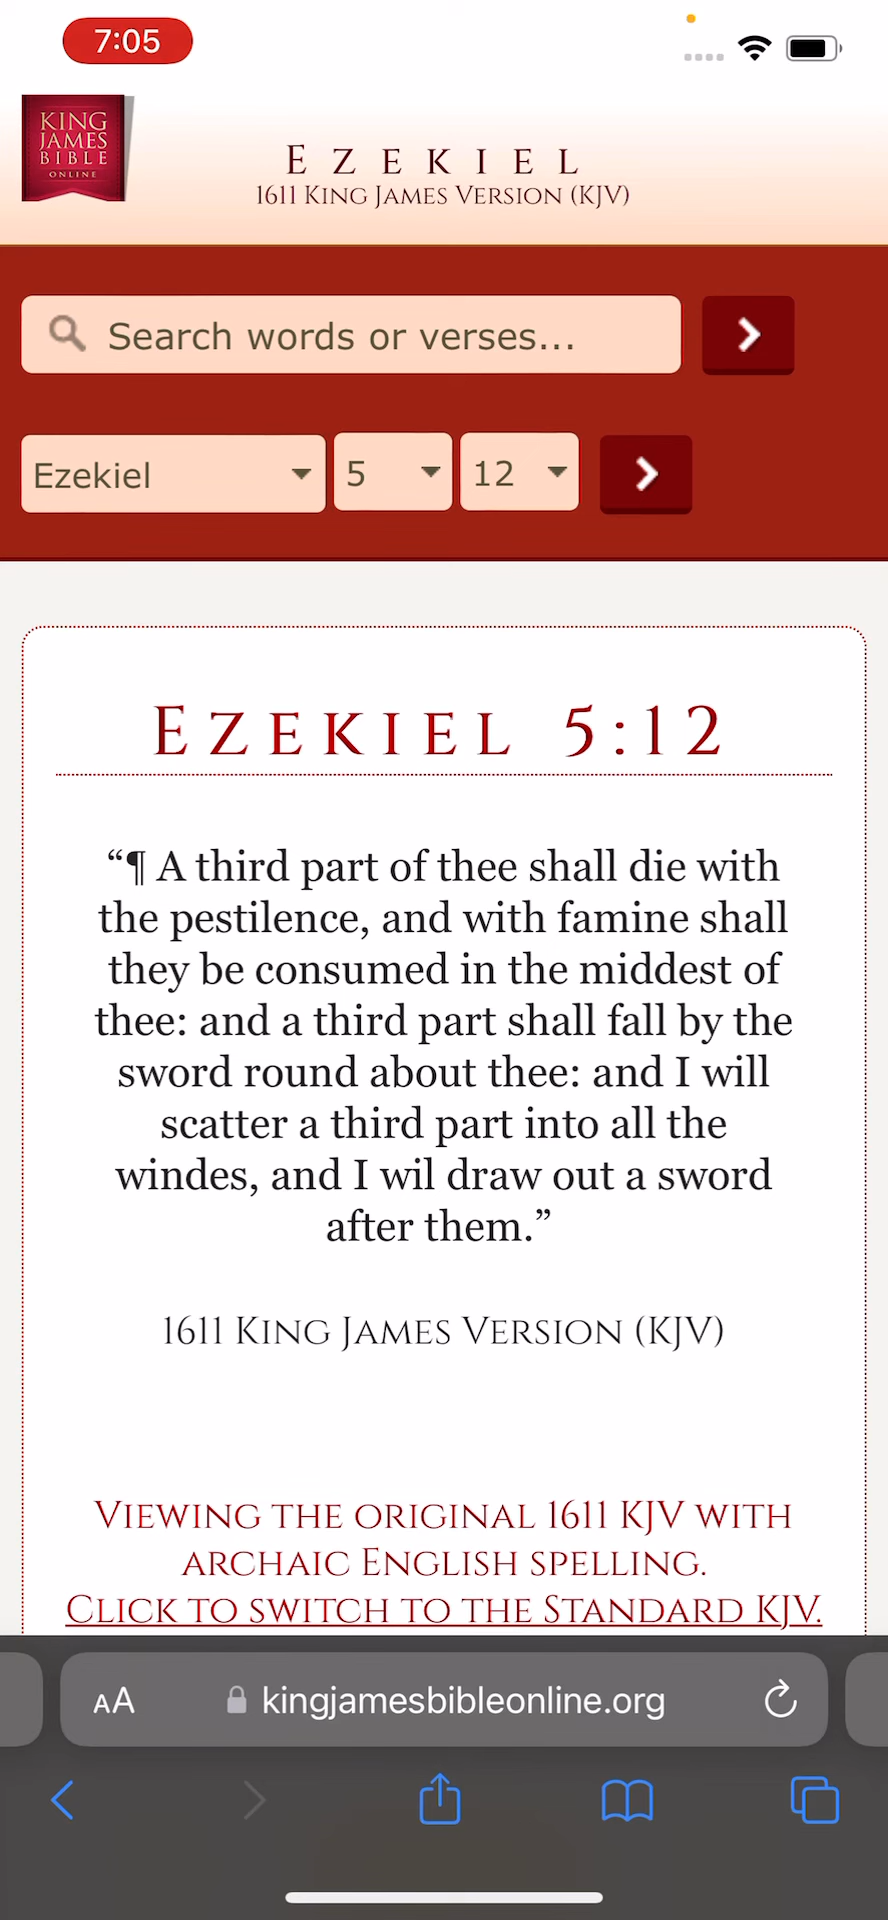 7:05
KING
JAMES
BIBLE
ONLINE
EZEKIEL
1611 KING JAMES VERSION (KJV)
Search words or verses...
Ezekiel 5 12
EZEKIEL 5:12
“¶ A third part of thee shall die with
the pestilence, and with famine shall
they be consumed in the middest of
thee: and a third part shall fall by the
sword round about thee: and I will
scatter a third part into all the
windes, and I wil draw out a sword
after them.”
1611 KING JAMES VERSION (KJV)
VIEWING THE ORIGINAL 1611 KJV WITH
ARCHAIC ENGLISH SPELLING.
CLICK TO SWITCH TO THE STANDARD KJV.
AA kingjamesbibleonline.org